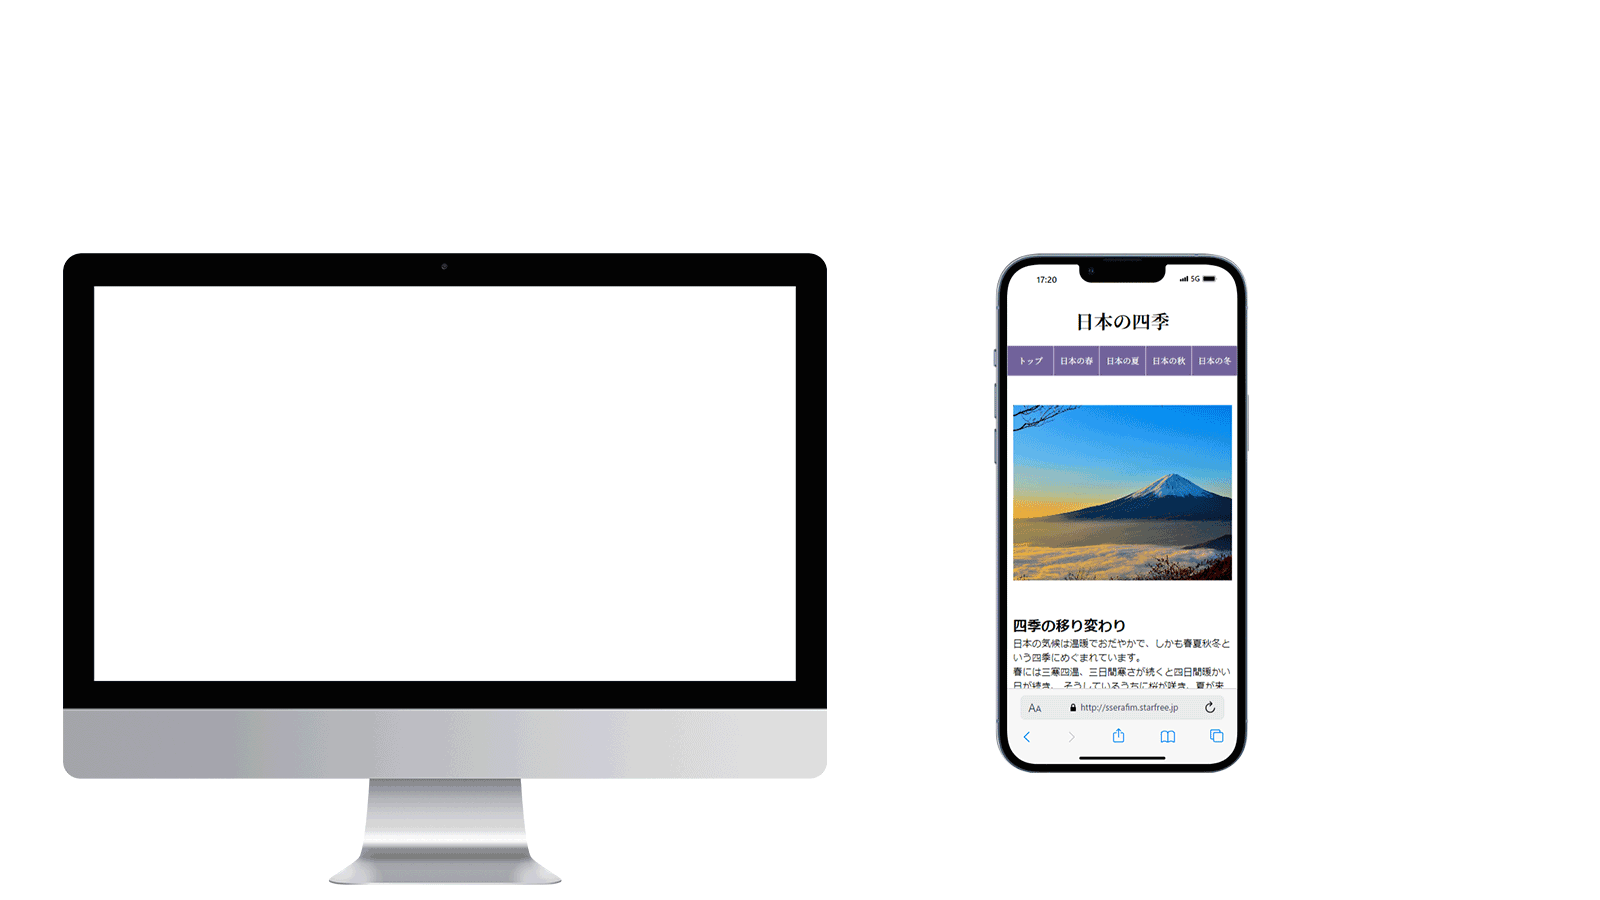 17:20
5G
日本の四季
トップ 日本の春 日本の夏 日本の秋 日本の冬
四季の移り変わり
日本の気候は温暖でおだやかで、しかも春夏秋冬と
いう四季にめぐまれています。
春には三寒四温、三日間寒さが続くと四日間暖かい
日が続き、そうしているうちに桜が咲き、夏が来
AA http://sserafim.starfree.jp